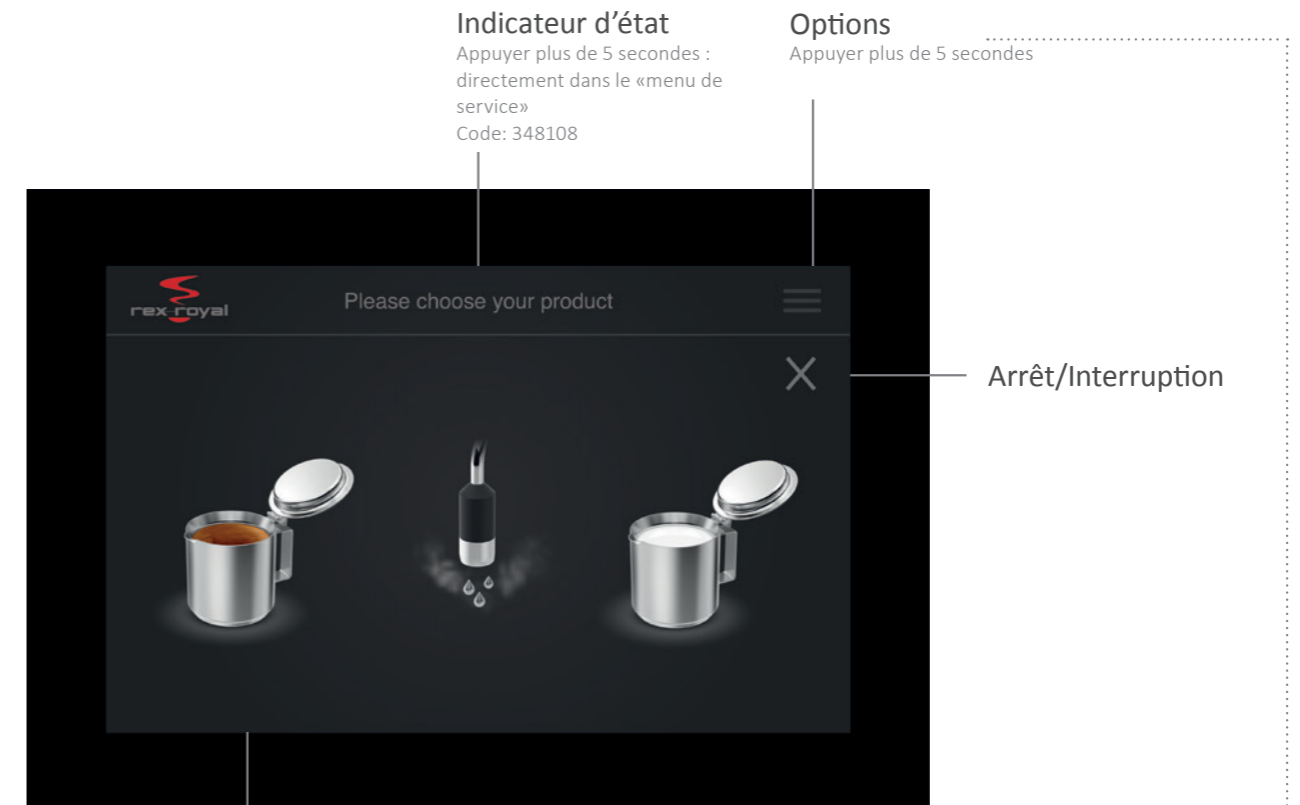 Indicateur d’état
Appuyer plus de 5 secondes :
directement dans le «menu de
service»
Code: 348108
Options
Appuyer plus de 5 secondes
rex-royal
Please choose your product
Arrêt/Interruption